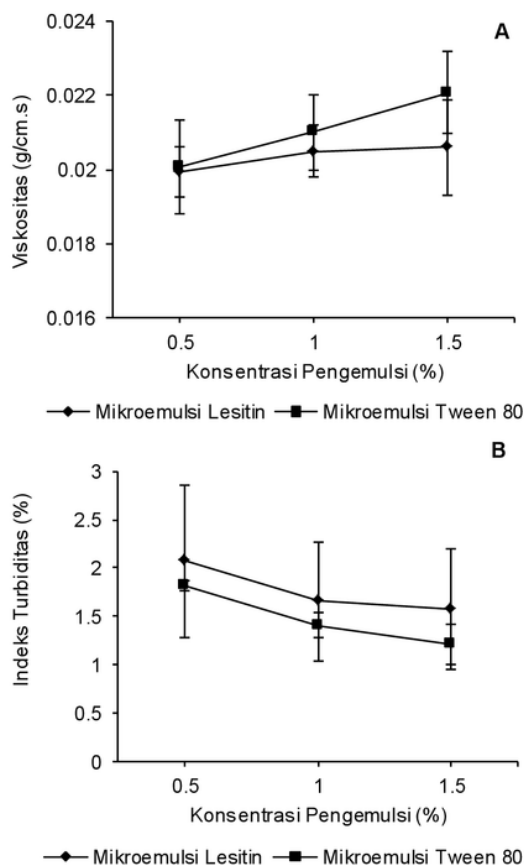 A
0.024
0.022
0.02
0.018
0.016
Viskositas (g/cm.s)
0.5 1 1.5
Konsentrasi Pengemulsi (%)
Mikroemulsi Lesitin Mikroemulsi Tween 80
B
3
2.5
2
1.5
1
0.5
0
Indeks Turbiditas (%)
0.5 1 1.5
Konsentrasi Pengemulsi (%)
Mikroemulsi Lesitin Mikroemulsi Tween 80